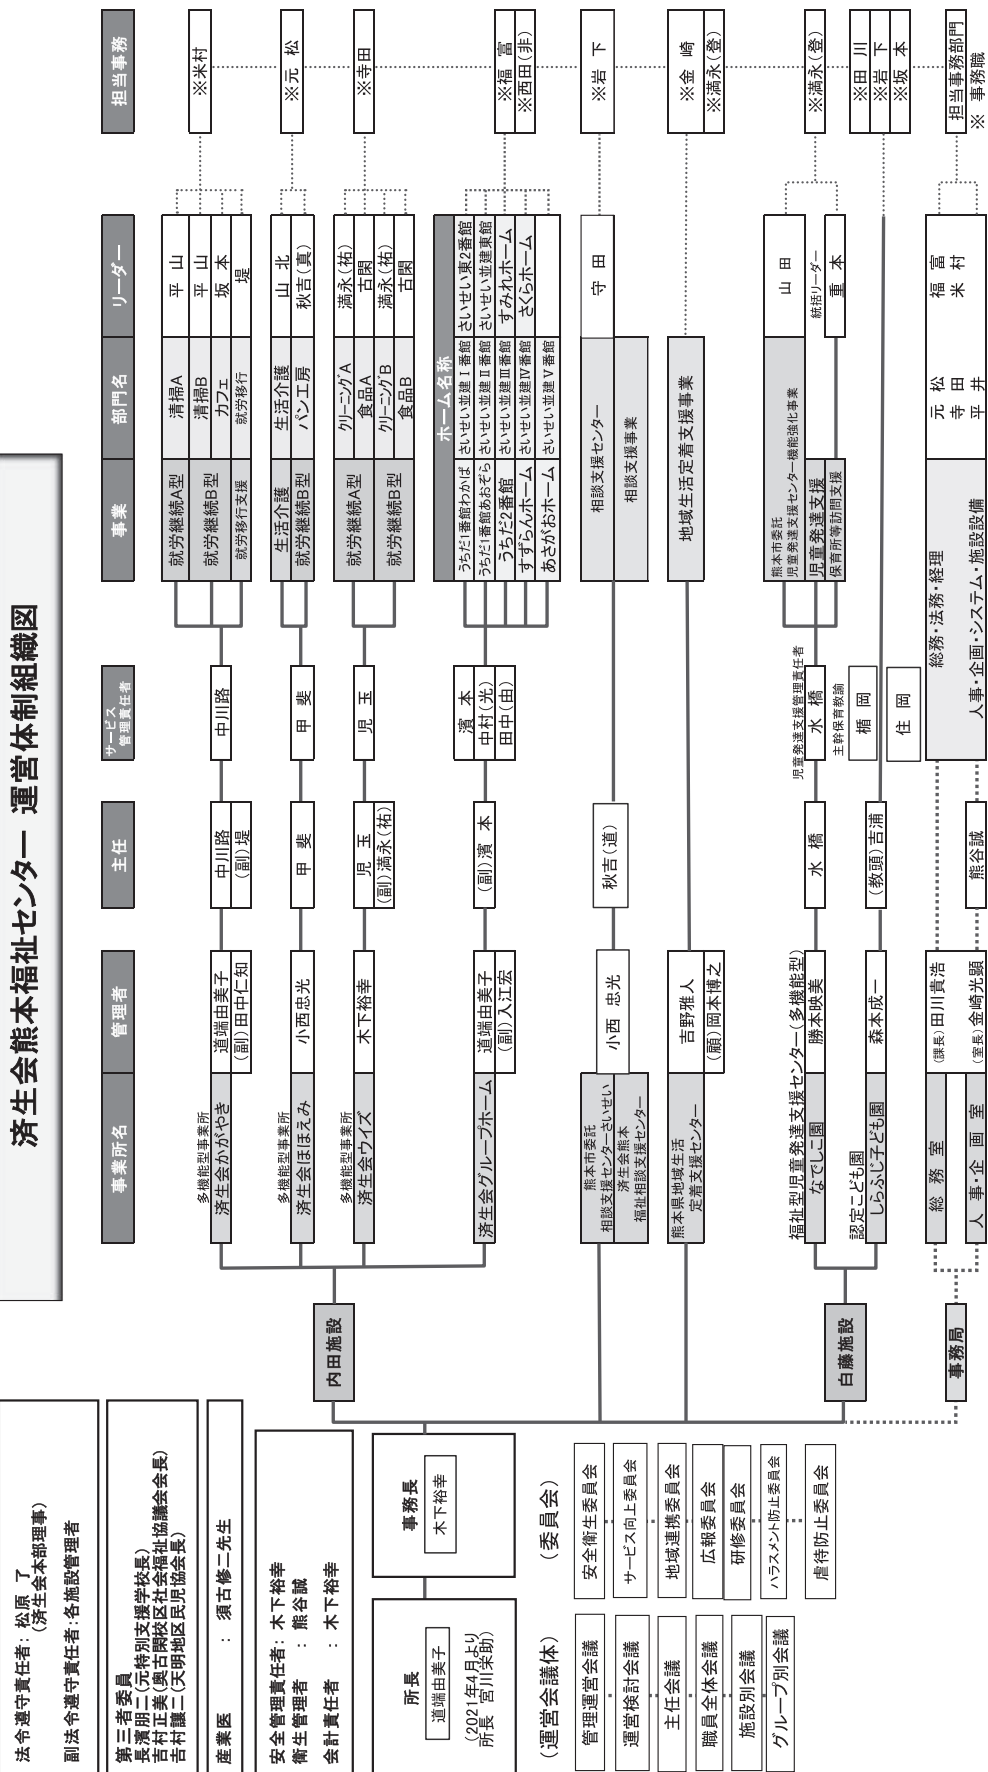 済生会熊本福祉センター 運営体制組織図
法令遵守責任者: 松原 了
(済生会本部理事)
副法令遵守責任者:各施設管理者
第三者委員
長濱朋二(元特別支援学校長)
吉村正美(奥古閑校区社会福祉協議会会長)
吉村譲二(天明地区民児協会長)
産業医 : 須古修二先生
安全管理責任者: 木下裕幸
衛生管理者 : 熊谷誠
会計責任者 : 木下裕幸
所長
道端由美子
(2021年4月より
所長 宮川栄助)
事務長
木下裕幸
(運営会議体)
管理運営会議
運営検討会議
主任会議
職員全体会議
施設別会議
グループ別会議
(委員会)
安全衛生委員会
サービス向上委員会
地域連携委員会
広報委員会
研修委員会
ハラスメント防止委員会
虐待防止委員会
内田施設
白藤施設
事務局
事業所名
管理者
主任
サービス
管理責任者
事業
部門名
リーダー
担当事務
多機能型事業所
済生会かがやき
道端由美子
(副)田中仁知
中川路
(副)堤
中川路
就労継続A型
就労継続B型
就労移行支援
清掃A
清掃B
カフェ
就労移行
平 山
平 山
坂 本
堤
※米村
多機能型事業所
済生会ほほえみ
小西忠光
甲 斐
甲 斐
生活介護
就労継続B型
生活介護
パン工房
山 北
秋吉(真)
※元 松
多機能型事業所
済生会ウイズ
木下裕幸
児 玉
(副)満永(祐)
児 玉
就労継続A型
就労継続B型
クリーニングA
食品A
クリーニングB
食品B
満永(祐)
古閑
満永(祐)
古閑
※寺田
済生会グループホーム
道端由美子
(副)入江宏
(副)濱 本
濱 本
中村(光)
田中(由)
ホーム名称
うちだ1番館わかば
さいせい並建Ⅰ番館
さいせい東2番館
うちだ1番館あおぞら
さいせい並建Ⅱ番館
さいせい並建東館
うちだ2番館
さいせい並建Ⅲ番館
すみれホーム
すずらんホーム
さいせい並建Ⅳ番館
さくらホーム
あさがおホーム
さいせい並建Ⅴ番館
※福 富
※西田(非)
熊本市委託
相談支援センターさいせい
済生会熊本
福祉相談支援センター
小西 忠光
秋吉(道)
相談支援センター
相談支援事業
守 田
※岩 下
熊本県地域生活
定着支援センター
吉野雅人
(顧)岡本博之
地域生活定着支援事業
※金 崎
※満永(登)
福祉型児童発達支援センター(多機能型)
なでしこ園
勝本映美
水 橋
児童発達支援管理責任者
水 橋
熊本市委託
児童発達支援センター機能強化事業
児童発達支援
保育所等訪問支援
山 田
統括リーダー
重 本
※満永(登)
認定こども園
しらふじ子ども園
森本成一
(教頭)吉浦
主幹保育教諭
楯 岡
住 岡
※田 川
※岩 下
※坂 本
総 務 室
(課長)田川貴浩
総務・法務・経理
人事・企画 室
(室長)金崎光顕
熊谷誠
人事・企画・システム・施設設備
元 松
寺 田
平 井
福 富
米 村
担当事務部門
※ 事務職